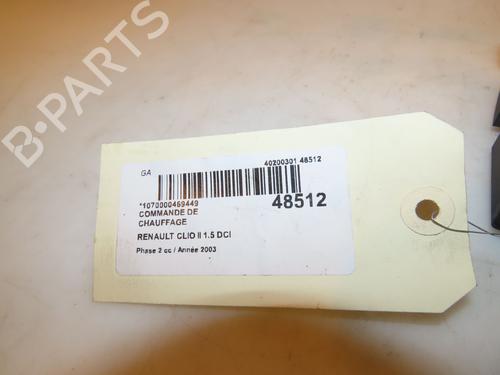 GA
40200301 48512
*1070000469449
48512
COMMANDE DE
CHAUFFAGE
RENAULT CLIO II 1.5 DCI
Phase 2 cc / Année 2003
B-PARTS